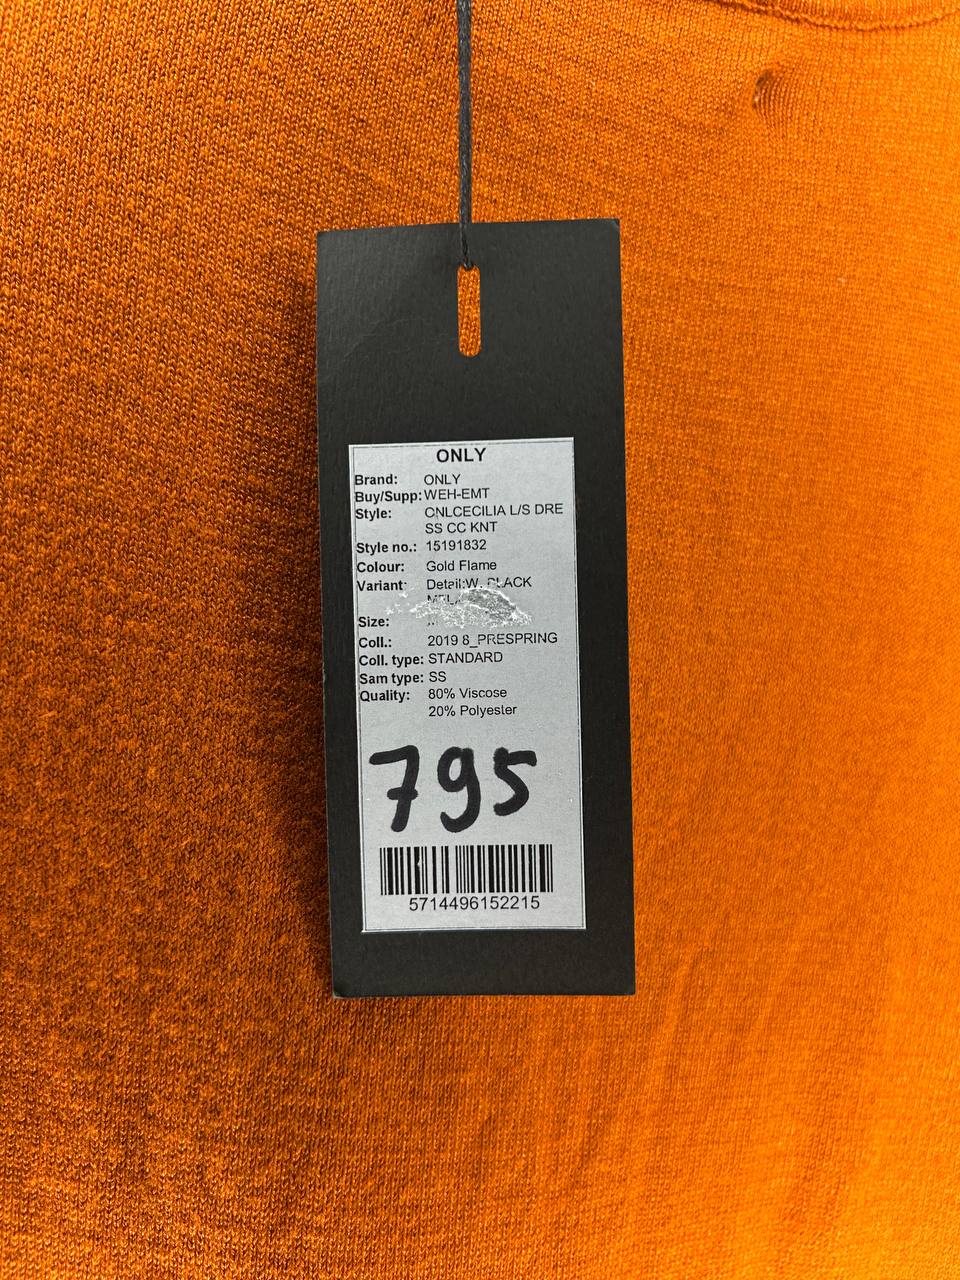 ONLY
Brand: ONLY
Buy/Supp: WEH-EMT
Style: ONLCECILIA L/S DRE
SS CC KNT
Style no.: 15191832
Colour: Gold Flame
Variant: Detail:W. BLACK
Size:
Coll.: 2019 8_PRESPRING
Coll. type: STANDARD
Sam type: SS
Quality: 80% Viscose
20% Polyester
795
5714496152215